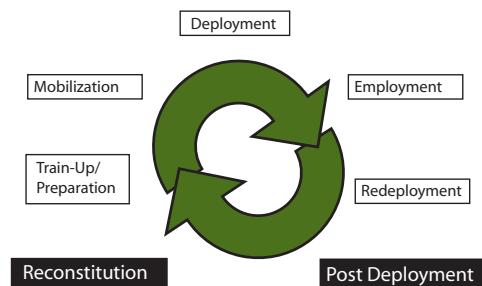 Deployment
Mobilization
Employment
Train-Up/
Preparation
Redeployment
Reconstitution
Post Deployment